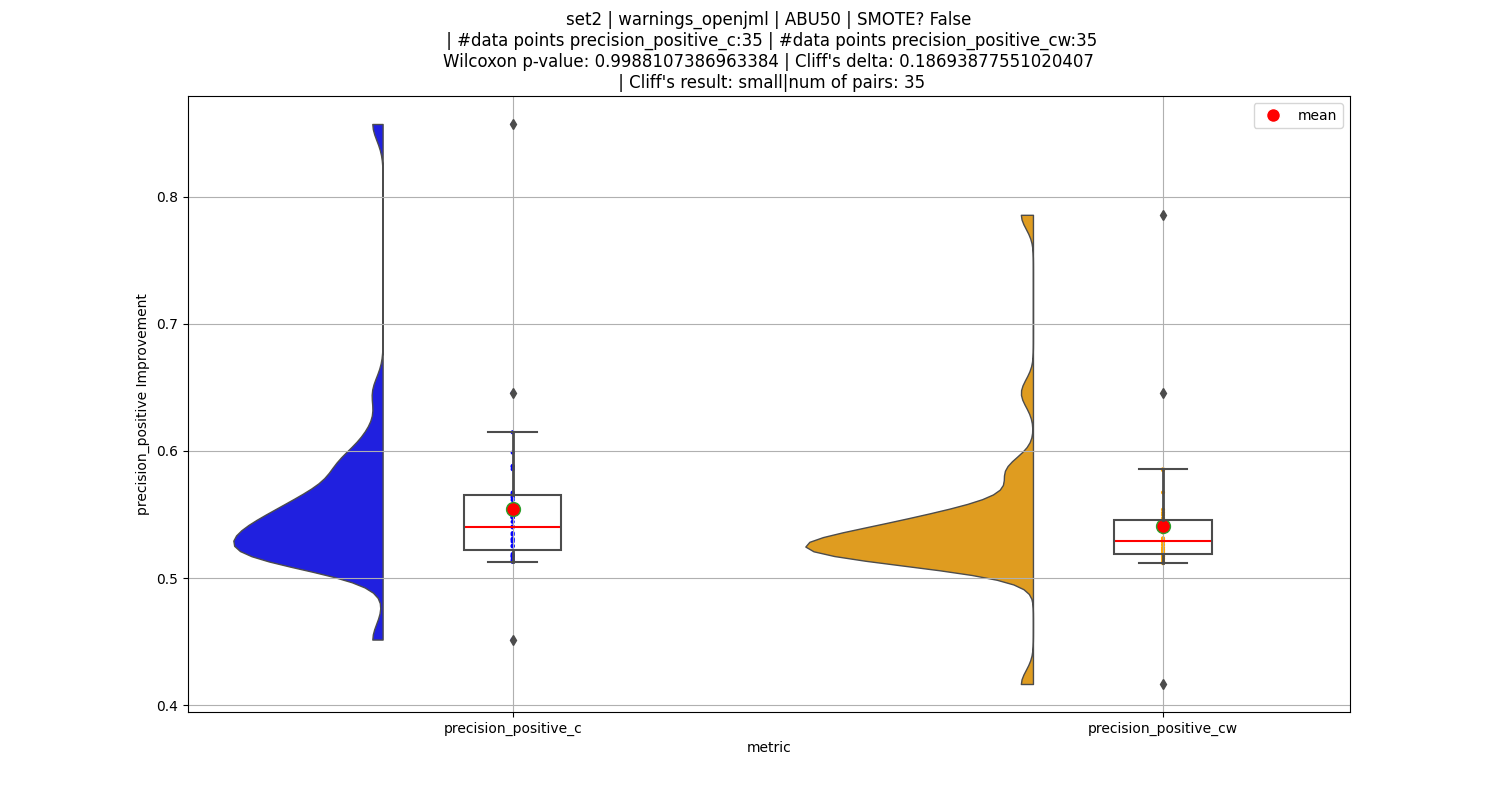 set2 | warnings_openjml | ABU50 | SMOTE? False
| #data points precision_positive_c:35 | #data points precision_positive_cw:35
Wilcoxon p-value: 0.9988107386963384 | Cliff's delta: 0.18693877551020407
| Cliff's result: small|num of pairs: 35
mean
0.8
0.7
0.6
0.5
0.4
precision_positive Improvement
precision_positive_c
precision_positive_cw
metric